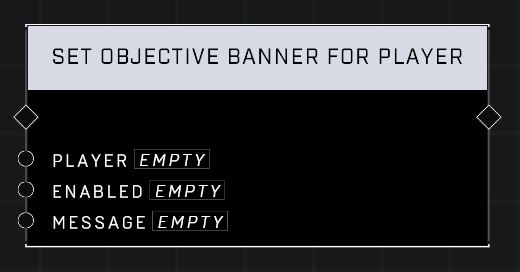 SET OBJECTIVE BANNER FOR PLAYER
PLAYER EMPTY
ENABLED EMPTY
MESSAGE EMPTY